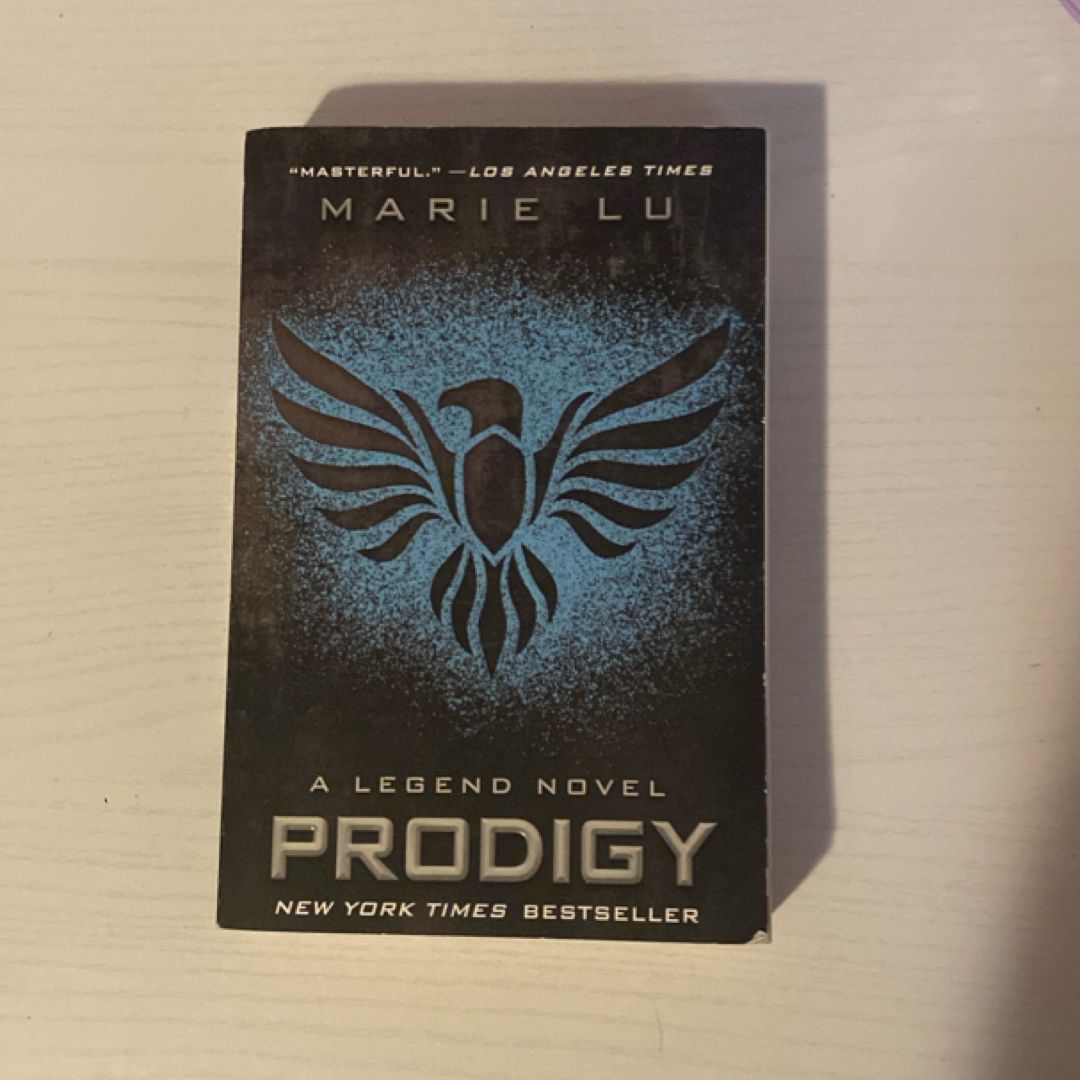 “MASTERFUL.” —LOS ANGELES TIMES
MARIE LU
A LEGEND NOVEL
PRODIGY
NEW YORK TIMES BESTSELLER